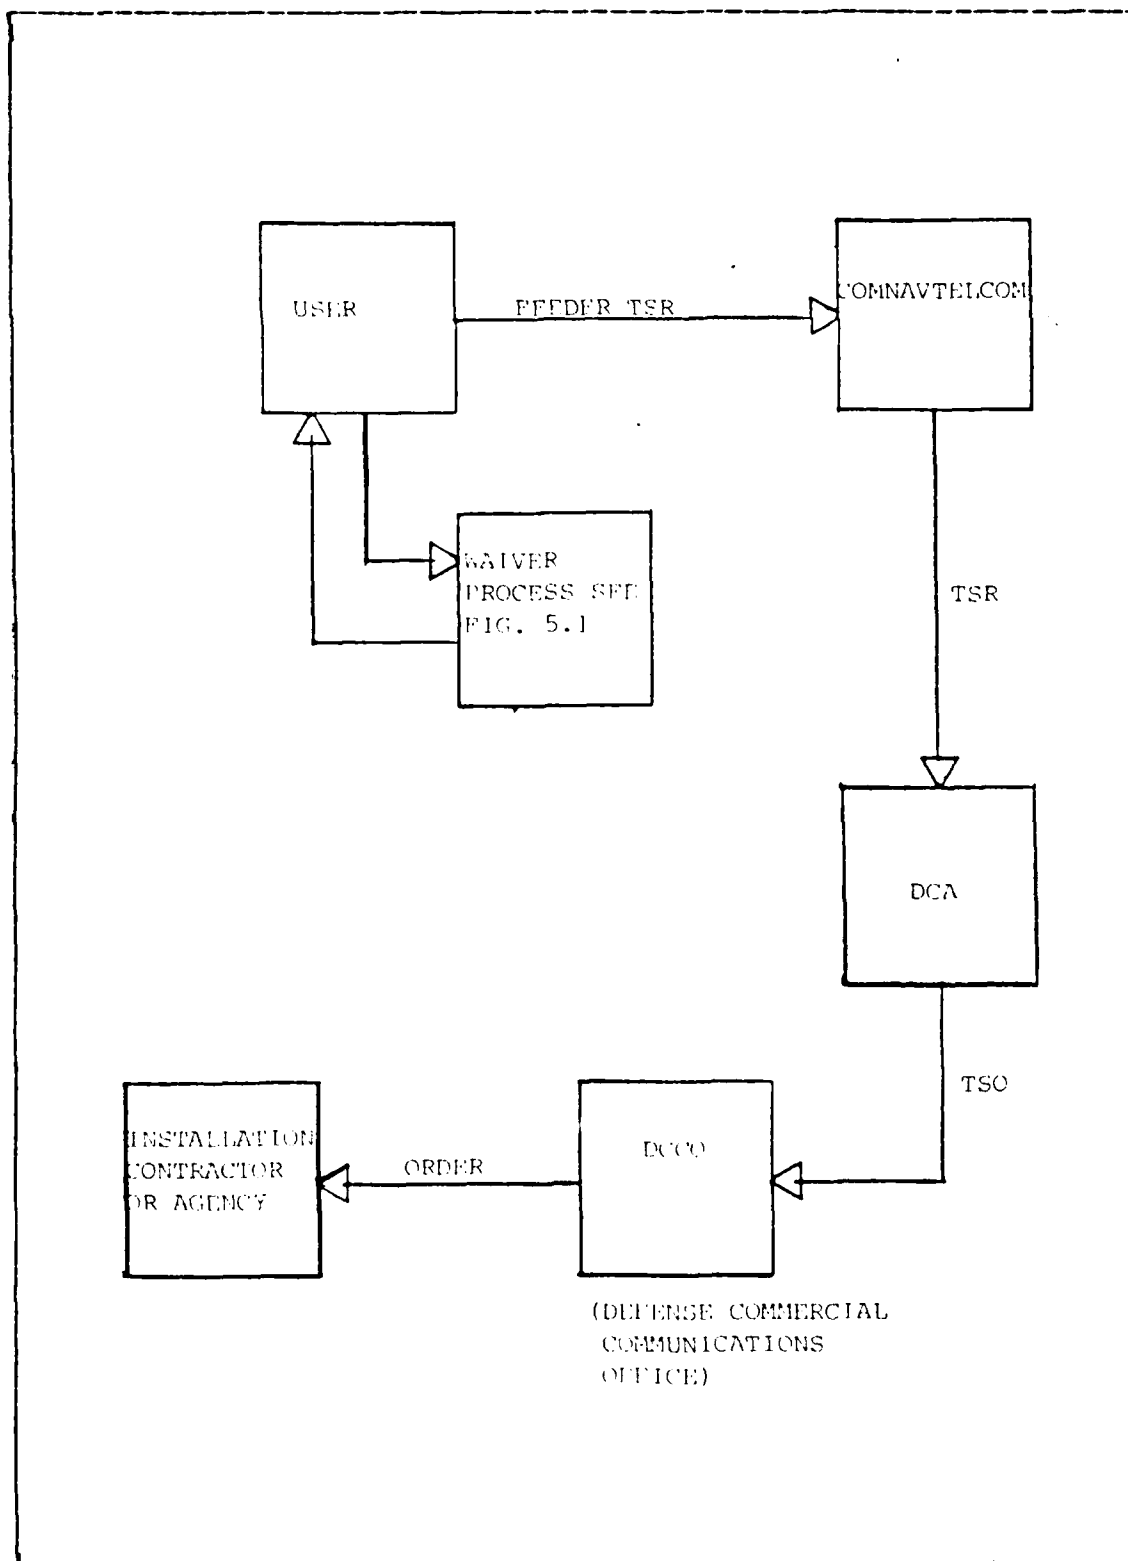 USER
FEEDER TSR
COMNAVTELCOM
WAIVER
PROCESS SEE
FIG. 5.1
TSR
DCA
TSO
INSTALLATION
CONTRACTOR
OR AGENCY
ORDER
DCCO
(DEFENSE COMMERCIAL
COMMUNICATIONS
OFFICE)